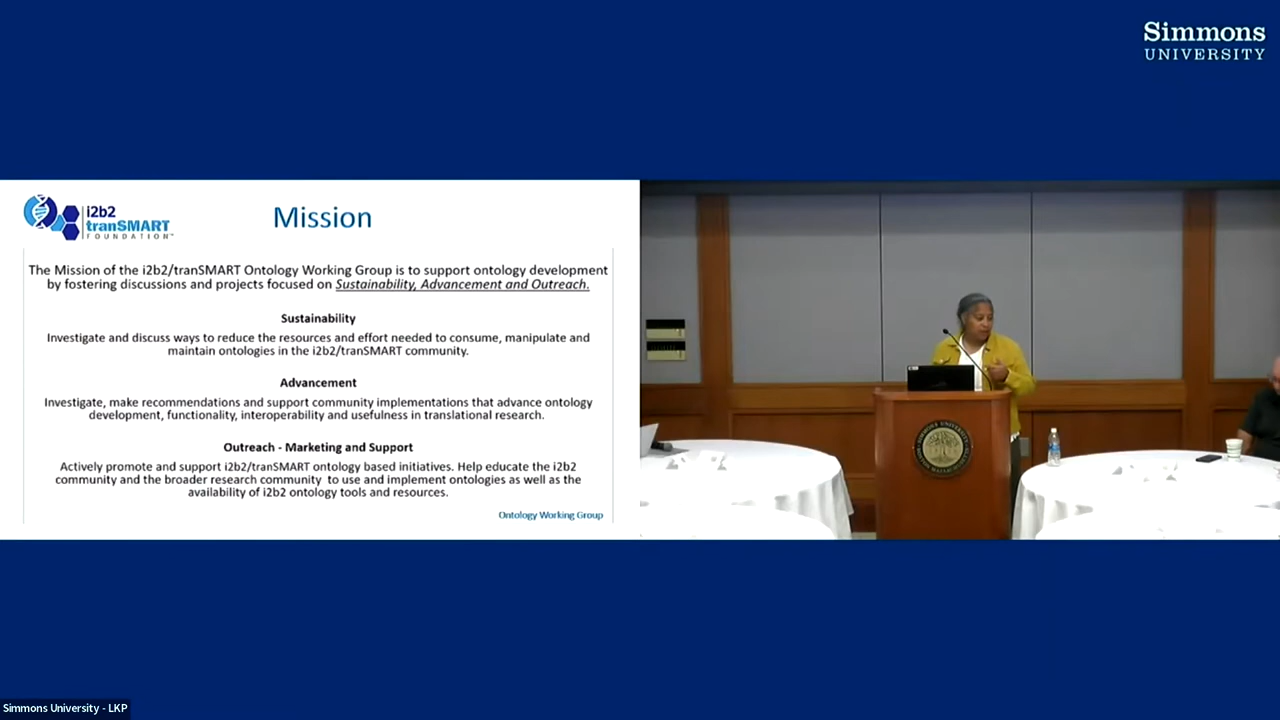 Simmons
UNIVERSITY
i2b2
tranSMART
FOUNDATION™
Mission
The Mission of the i2b2/tranSMART Ontology Working Group is to support ontology development
by fostering discussions and projects focused on Sustainability, Advancement and Outreach.
Sustainability
Investigate and discuss ways to reduce the resources and effort needed to consume, manipulate and
maintain ontologies in the i2b2/tranSMART community.
Advancement
Investigate, make recommendations and support community implementations that advance ontology
development, functionality, interoperability and usefulness in translational research.
Outreach - Marketing and Support
Actively promote and support i2b2/tranSMART ontology based initiatives. Help educate the i2b2
community and the broader research community to use and implement ontologies as well as the
availability of i2b2 ontology tools and resources.
Ontology Working Group
Simmons University - LKP